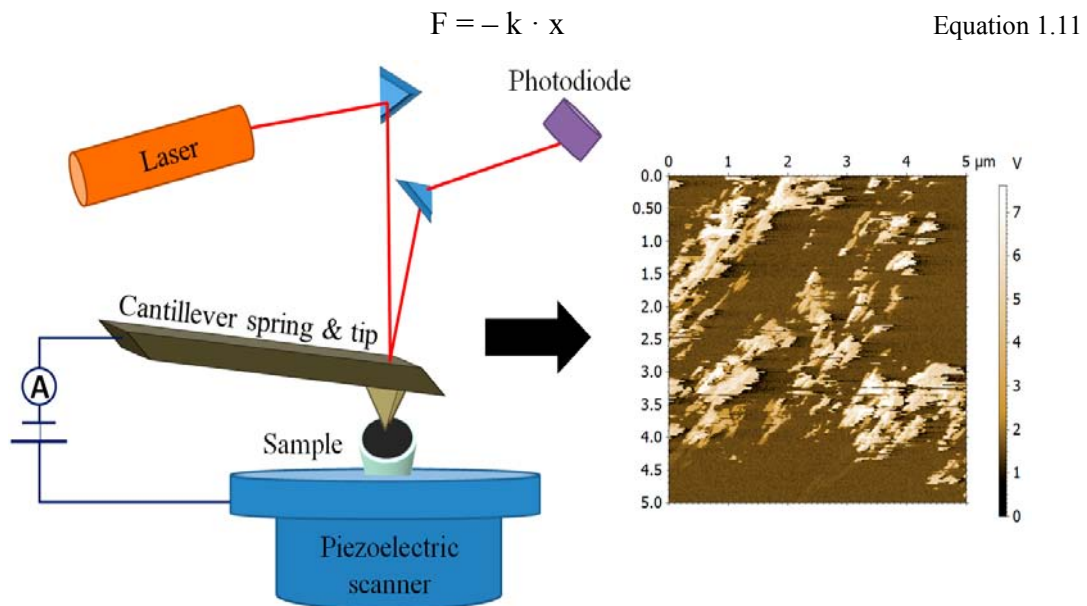 F = – k · x
Equation 1.11
Photodiode
Laser
Cantillever spring & tip
A
Sample
Piezoelectric
scanner
0 1 2 3 4 5 μm V
0.0
0.50
1.0
1.5
2.0
2.5
3.0
3.5
4.0
4.5
5.0
7
6
5
4
3
2
1
0